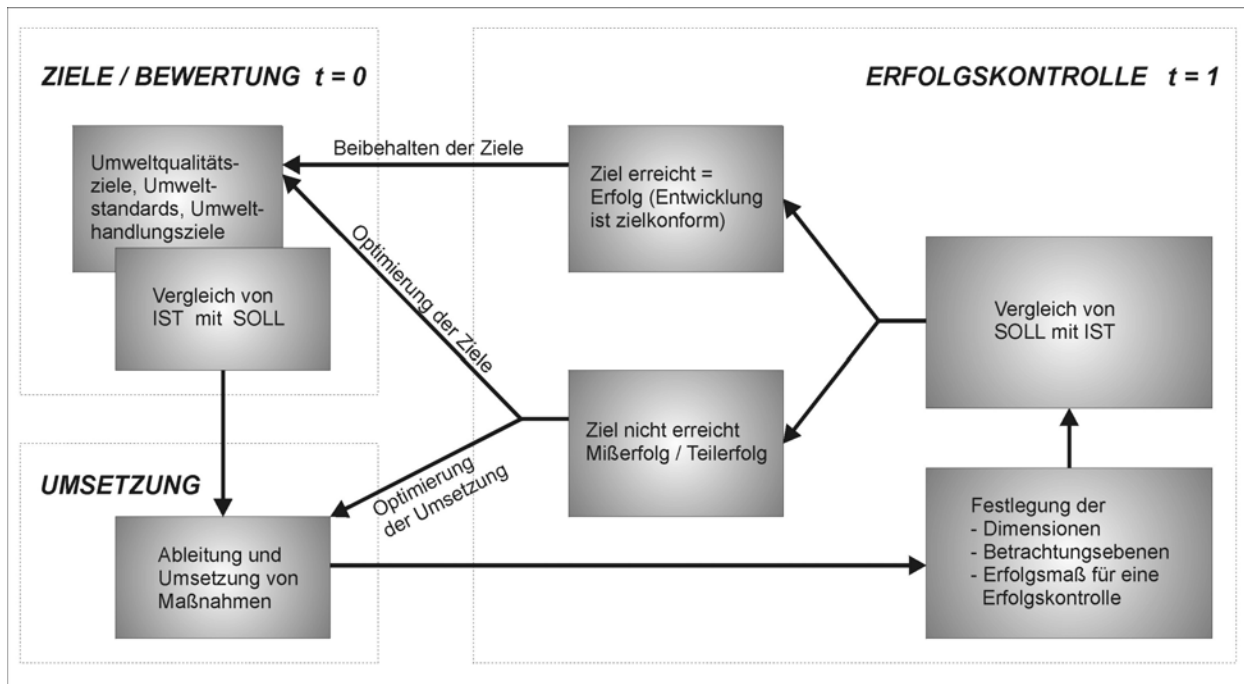 ZIELE / BEWERTUNG t = 0
Umweltqualitäts-
ziele, Umwelt-
standards, Umwelt-
handlungsziele
Vergleich von
IST mit SOLL
UMSETZUNG
Ableitung und
Umsetzung von
Maßnahmen
Beibehalten der Ziele
Optimierung der Ziele
Optimierung
der Umsetzung
ERFOLGSKONTROLLE t = 1
Ziel erreicht =
Erfolg (Entwicklung
ist zielkonform)
Ziel nicht erreicht
Mißerfolg / Teilerfolg
Vergleich von
SOLL mit IST
Festlegung der
- Dimensionen
- Betrachtungsebenen
- Erfolgsmaß für eine
Erfolgskontrolle